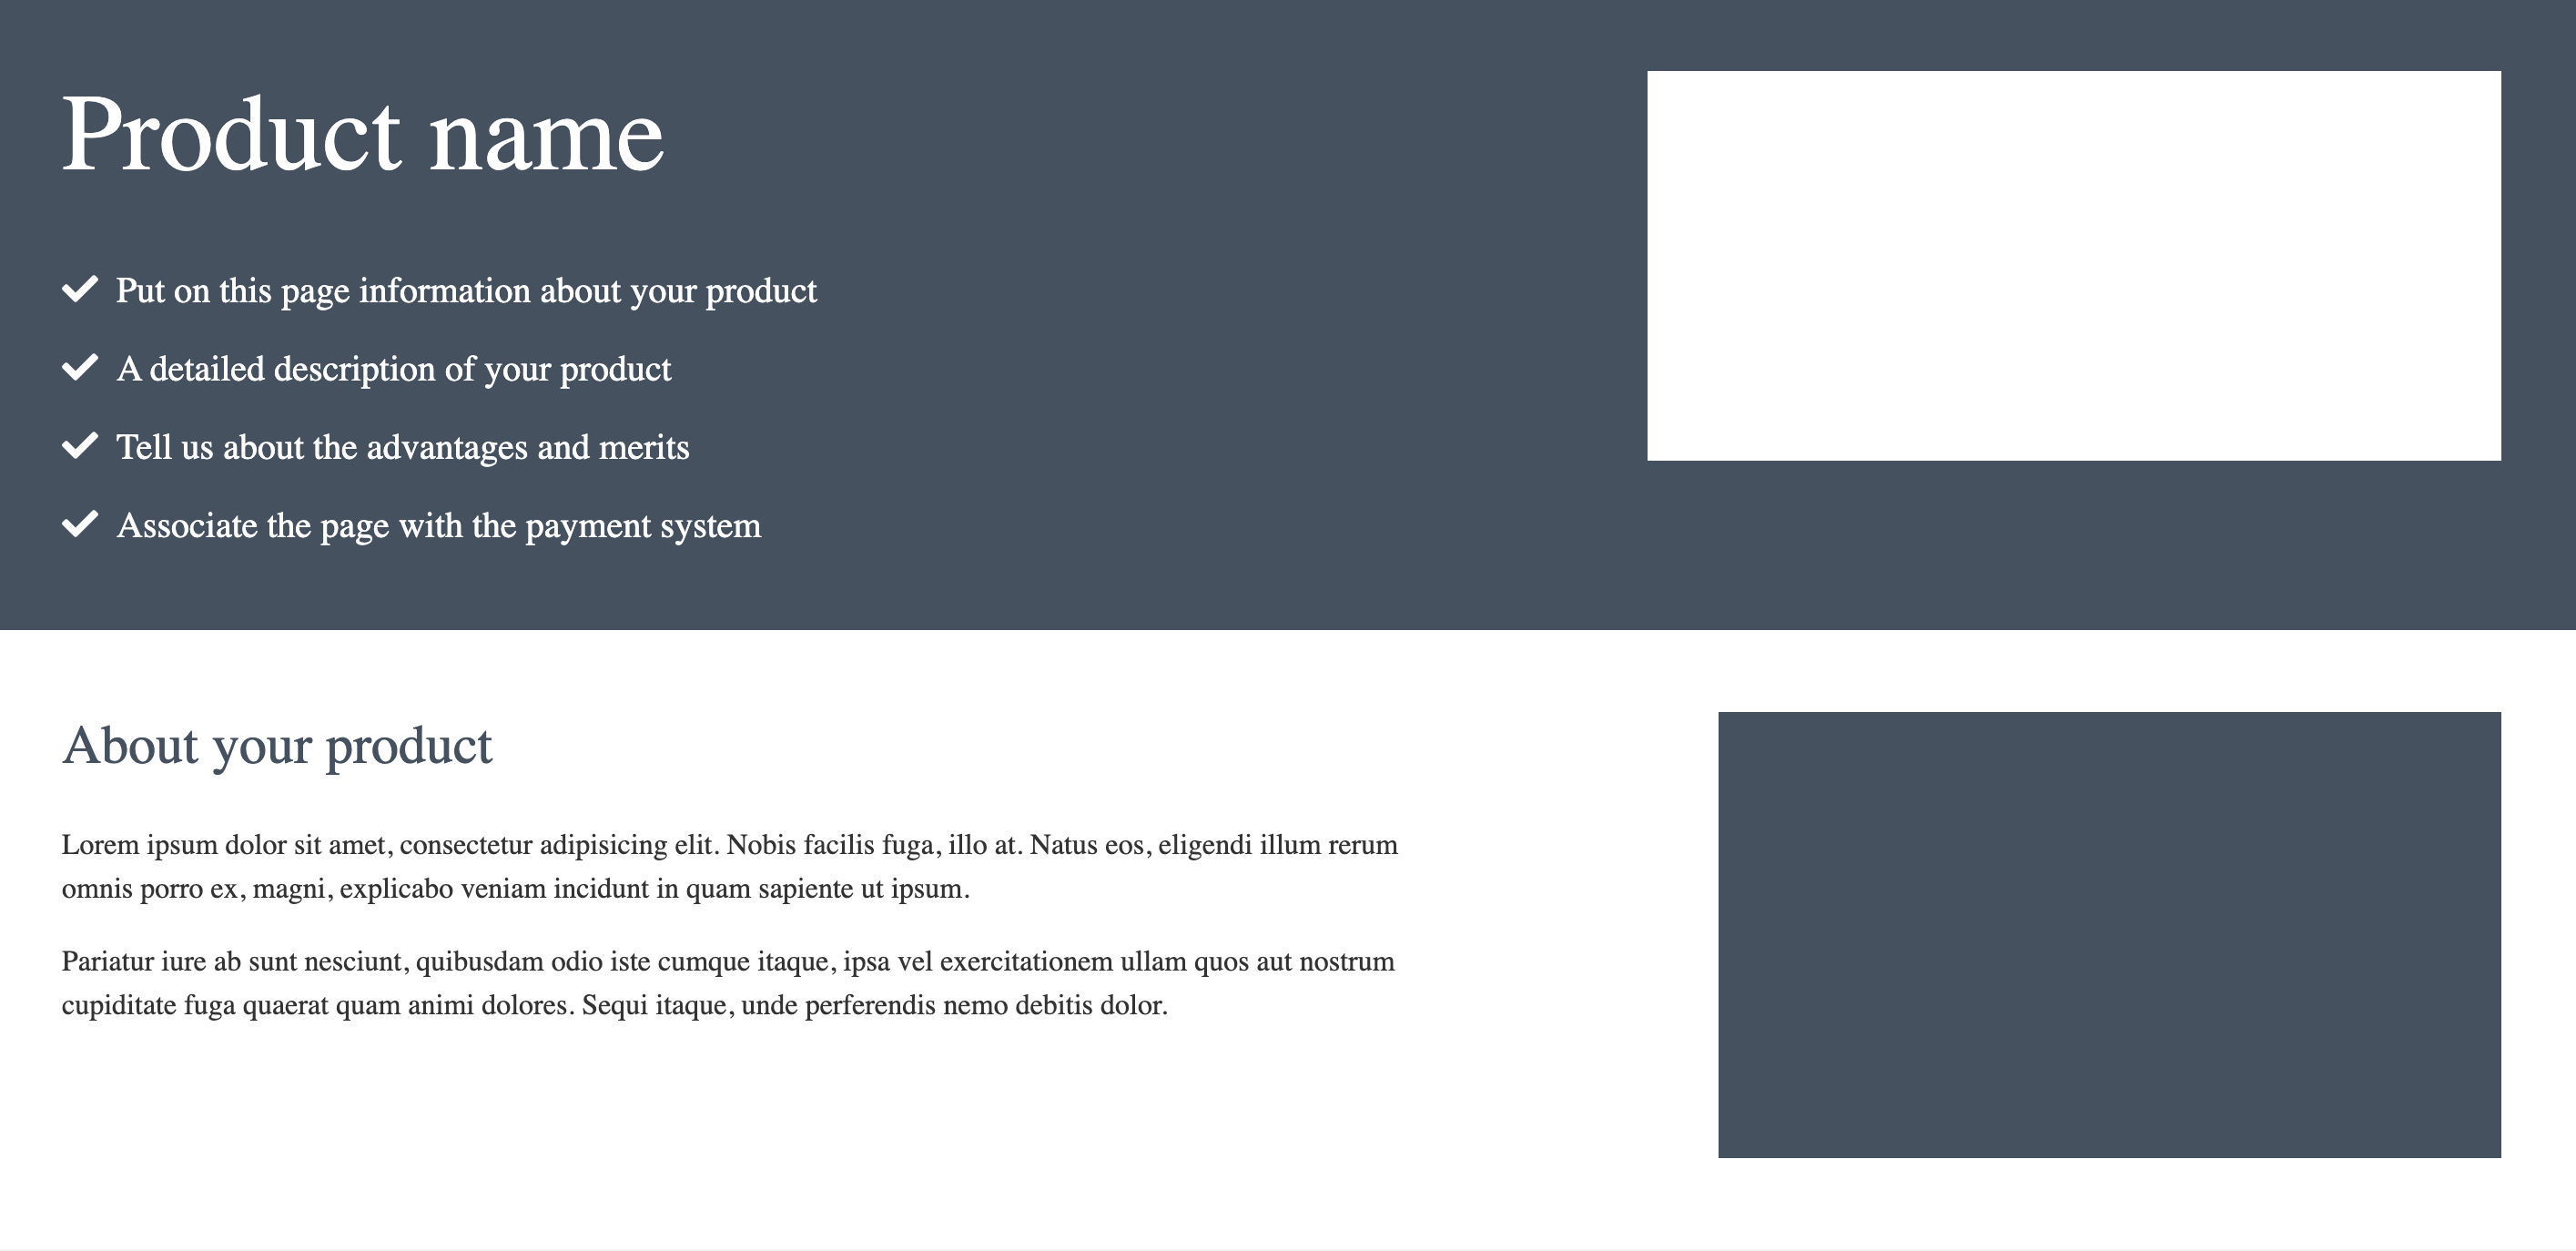 Product name
Put on this page information about your product
A detailed description of your product
Tell us about the advantages and merits
Associate the page with the payment system
About your product
Lorem ipsum dolor sit amet, consectetur adipisicing elit. Nobis facilis fuga, illo at. Natus eos, eligendi illum rerum
omnis porro ex, magni, explicabo veniam incidunt in quam sapiente ut ipsum.
Pariatur iure ab sunt nesciunt, quibusdam odio iste cumque itaque, ipsa vel exercitationem ullam quos aut nostrum
cupiditate fuga quaerat quam animi dolores. Sequi itaque, unde perferendis nemo debitis dolor.